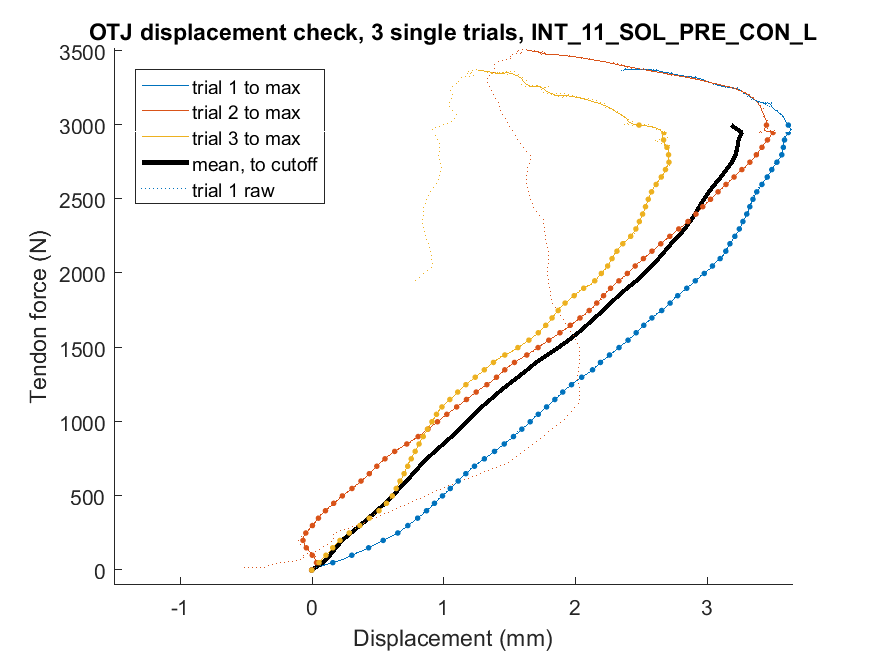 OTJ displacement check, 3 single trials, INT_11_SOL_PRE_CON_L
3500
3000
2500
2000
1500
1000
500
0
Tendon force (N)
trial 1 to max
trial 2 to max
trial 3 to max
mean, to cutoff
trial 1 raw
-1
0
1
2
3
Displacement (mm)